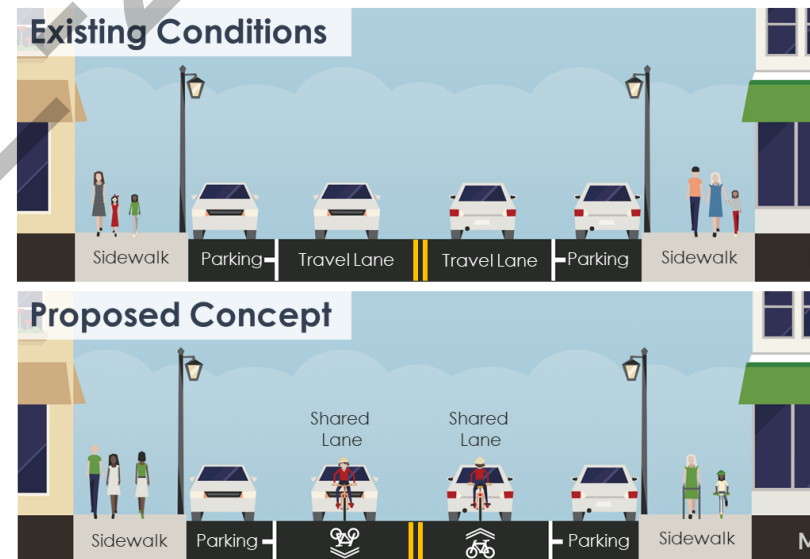 Existing Conditions
Sidewalk Parking Travel Lane Travel Lane Parking Sidewalk
Proposed Concept
Shared Lane
Shared Lane
Sidewalk Parking Parking Sidewalk